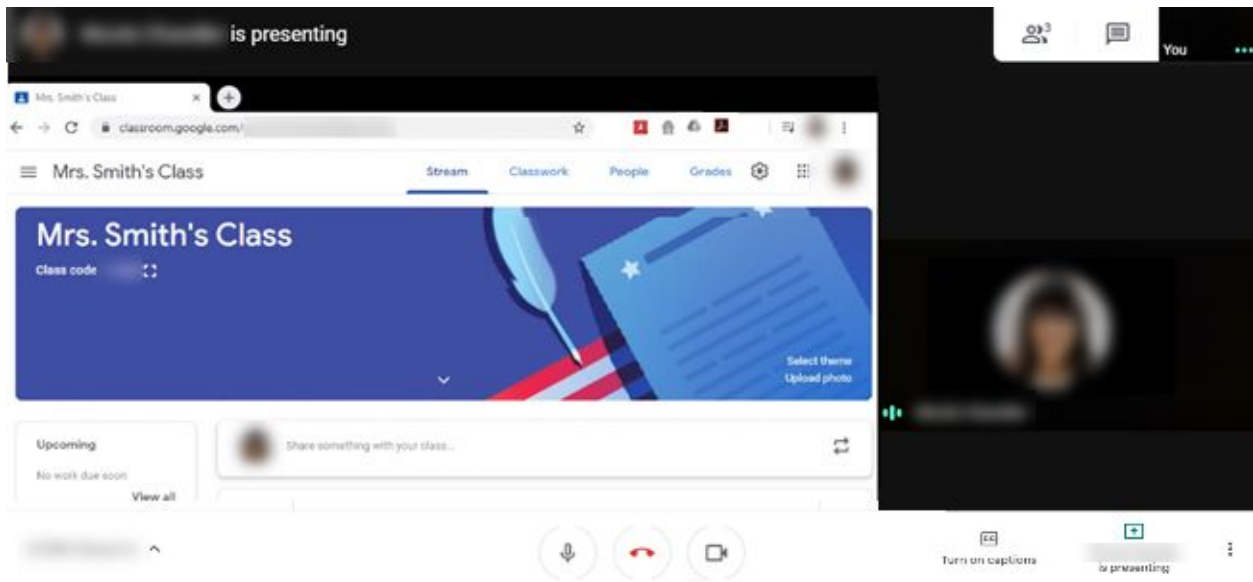 is presenting
3
You
Mrs. Smith's Class
classroom.google.com/
Mrs. Smith's Class
Stream
Classwork
People
Grades
Mrs. Smith's Class
Class code
Select theme
Upload photo
Upcoming
Share something with your class...
No work due soon
View all
CC
Turn on captions
is presenting